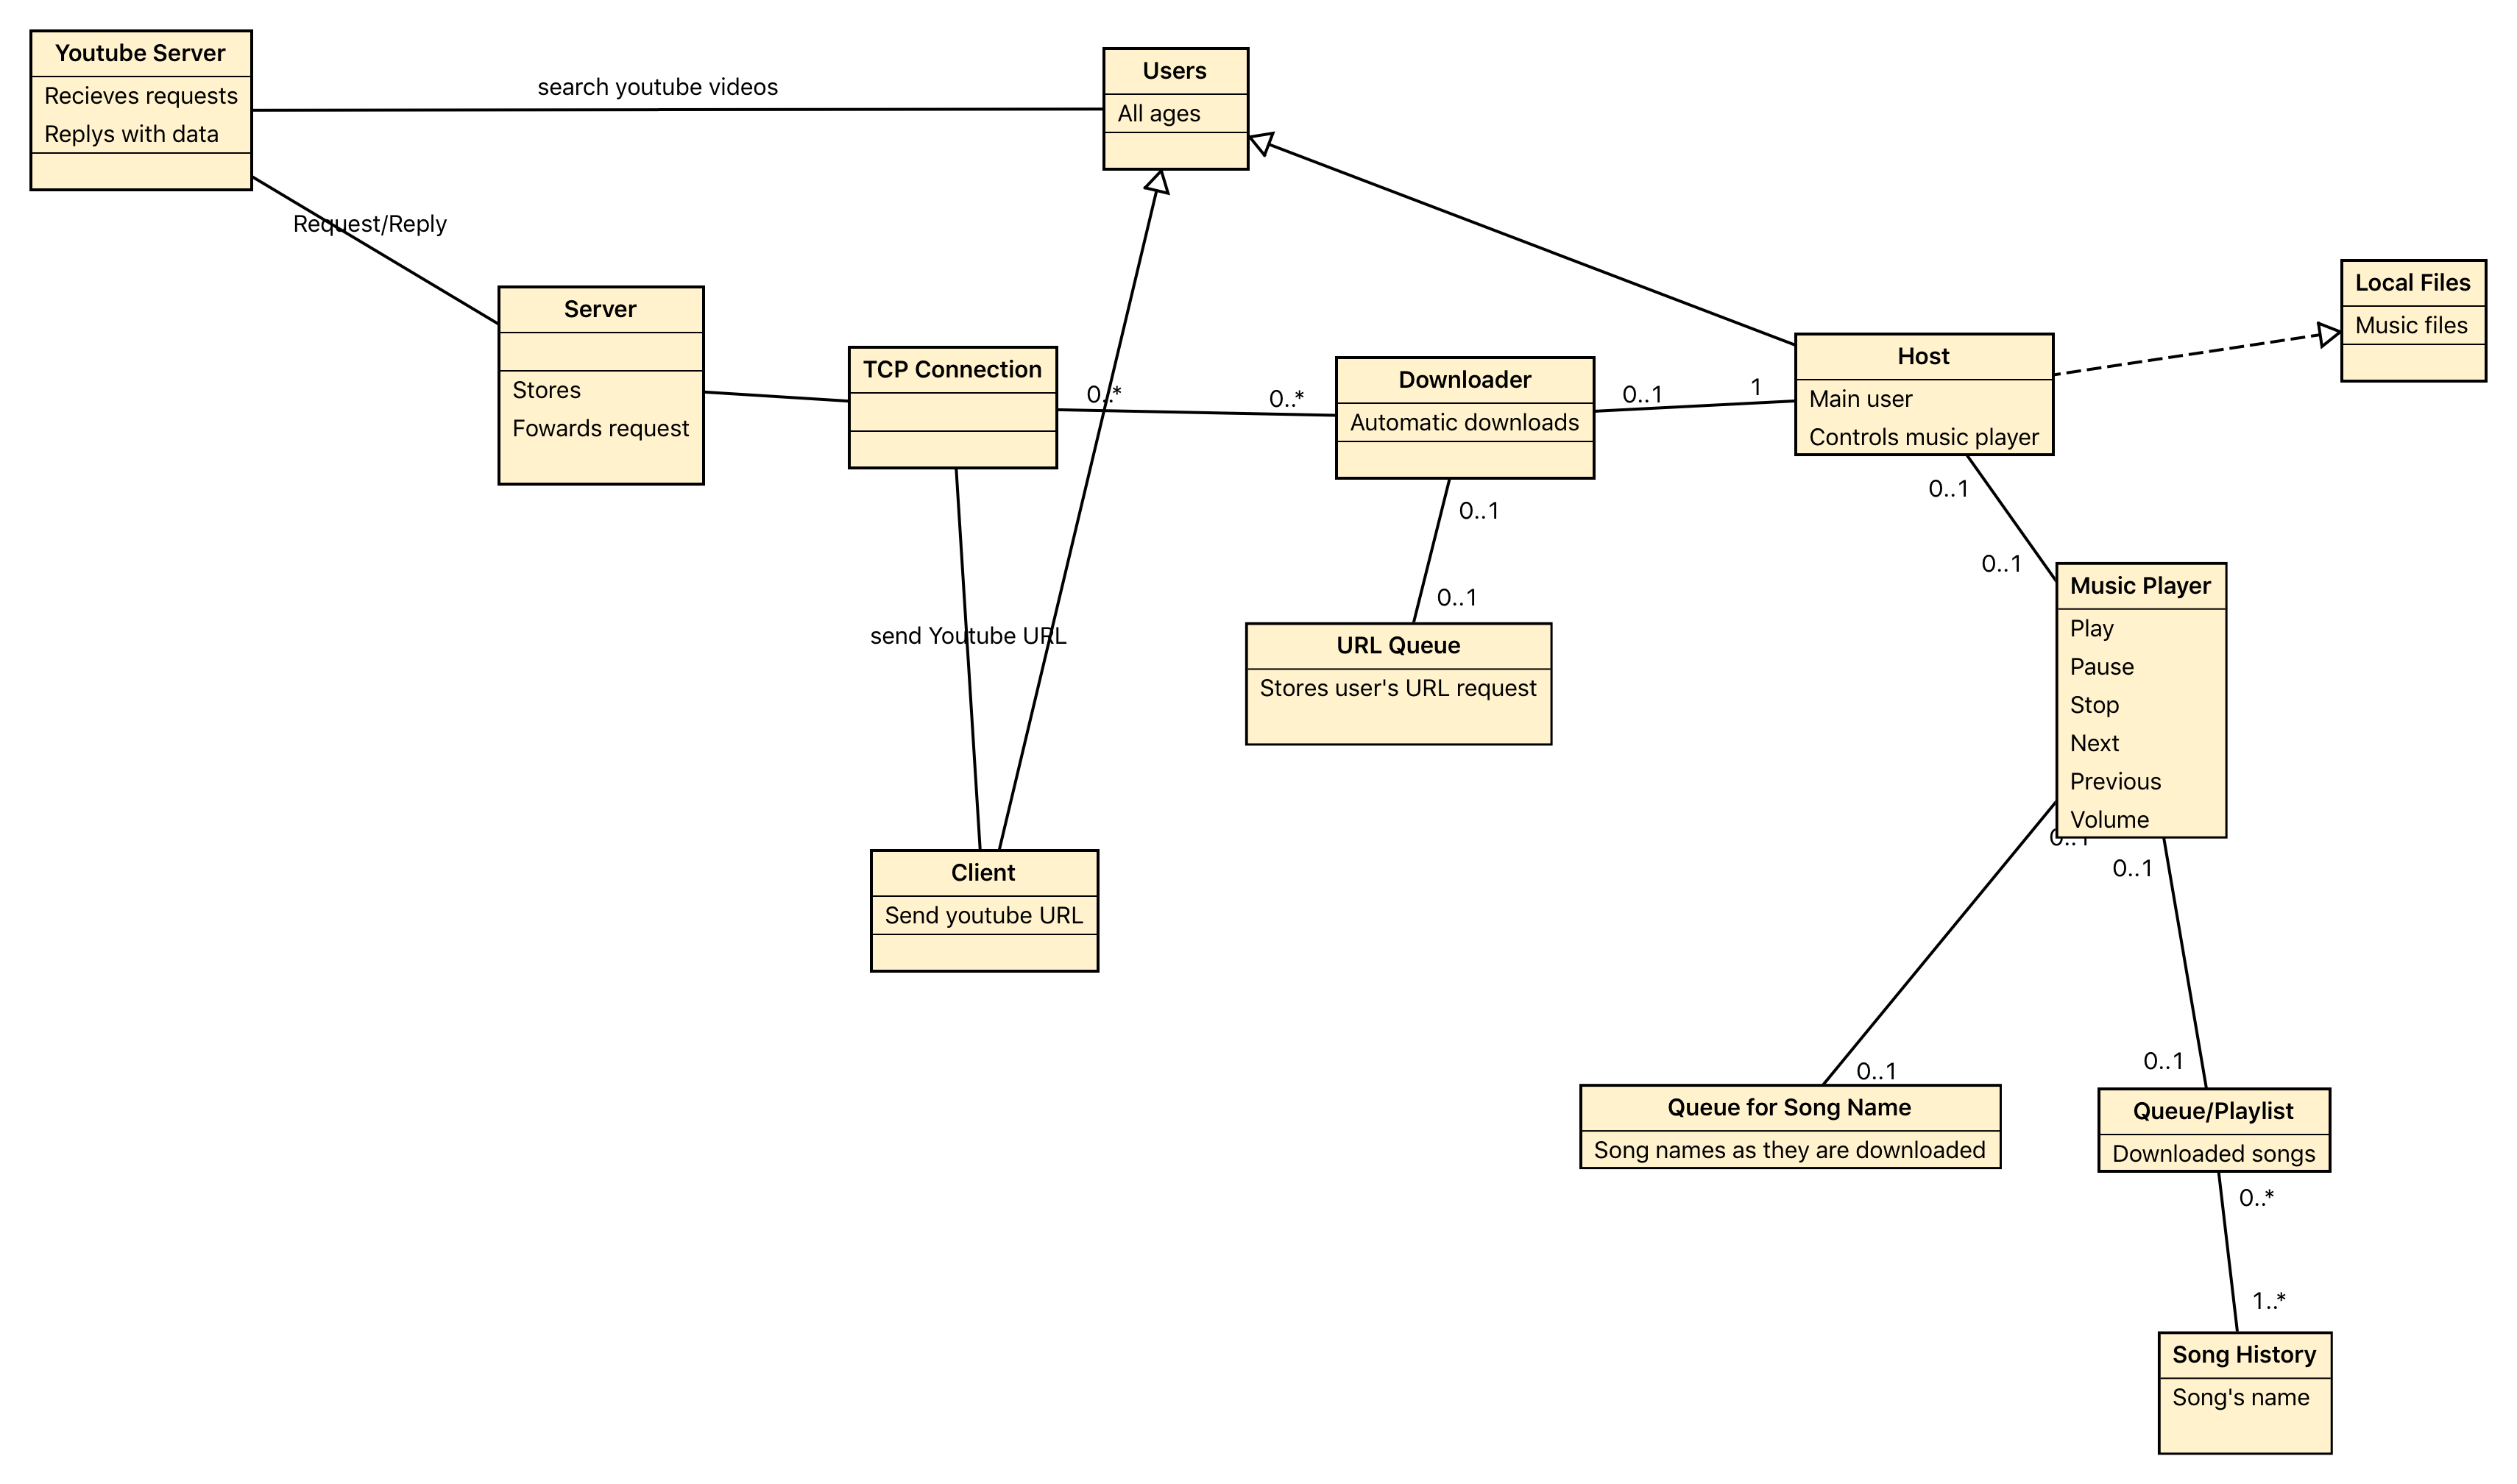 Youtube Server
Recieves requests
Replys with data
search youtube videos
Users
All ages
Request/Reply
Server
Stores
Fowards request
TCP Connection
0..*
0..*
Downloader
Automatic downloads
0..1
1
Host
Main user
Controls music player
Local Files
Music files
0..1
0..1
URL Queue
Stores user's URL request
send Youtube URL
Client
Send youtube URL
0..1
0..1
Music Player
Play
Pause
Stop
Next
Previous
Volume
0..1
0..1
0..1
Queue for Song Name
Song names as they are downloaded
0..1
Queue/Playlist
Downloaded songs
0..*
1..*
Song History
Song's name